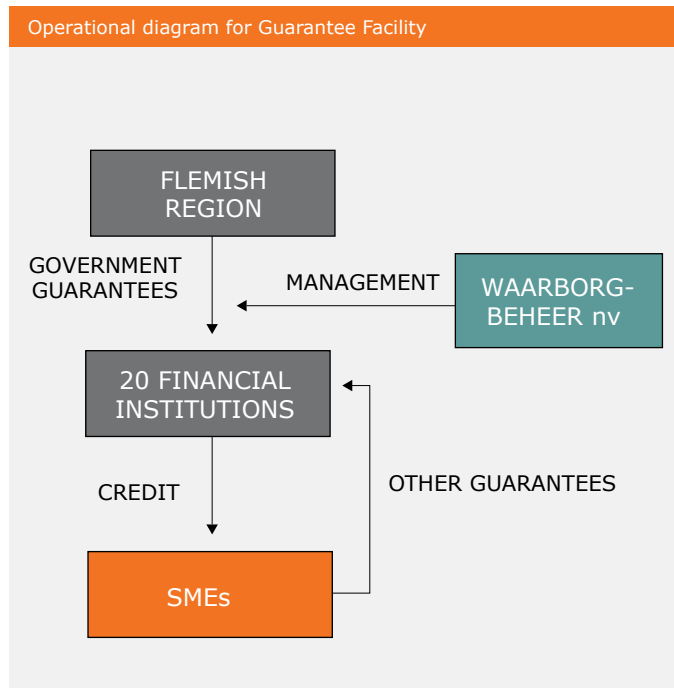 Operational diagram for Guarantee Facility
FLEMISH
REGION
GOVERNMENT
GUARANTEES
MANAGEMENT
WAARBORG-
BEHEER nv
20 FINANCIAL
INSTITUTIONS
CREDIT
OTHER GUARANTEES
SMEs